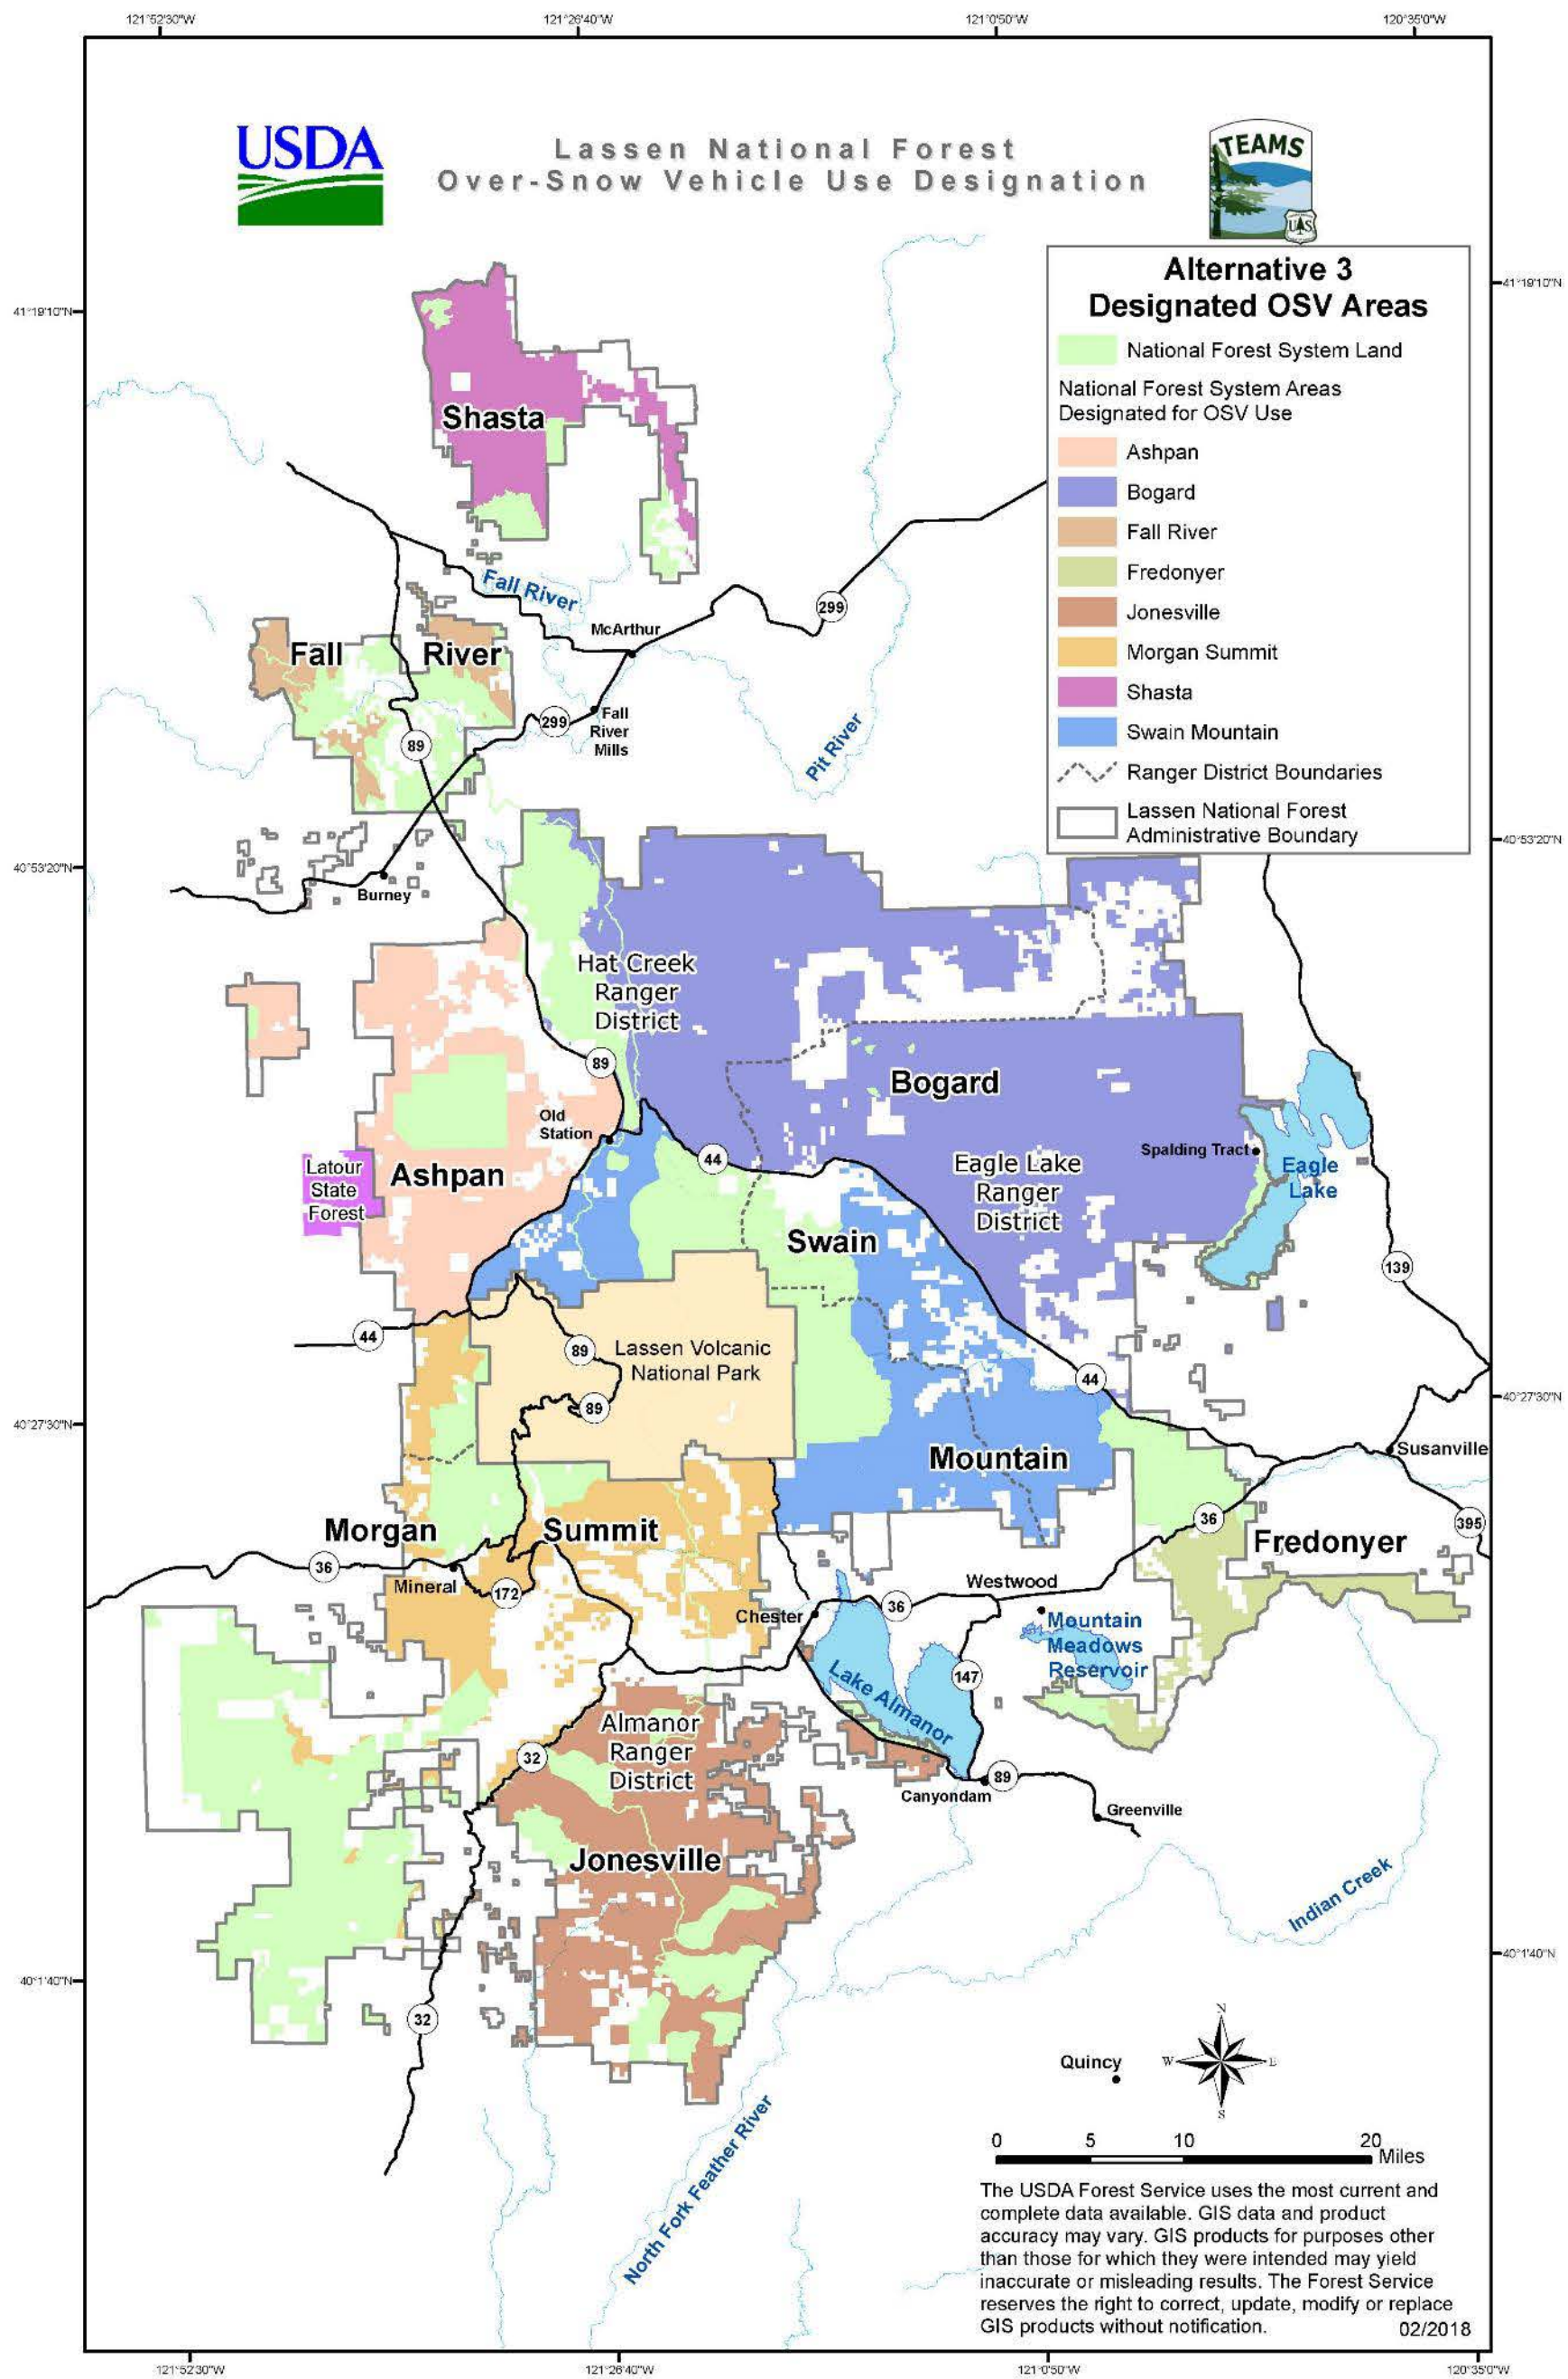 121°52'30"W
121°26'40"W
121°0'50"W
120°35'0"W
USDA
Lassen National Forest
Over-Snow Vehicle Use Designation
TEAMS
UAS
Alternative 3
Designated OSV Areas
National Forest System Land
National Forest System Areas
Designated for OSV Use
Ashpan
Bogard
Fall River
Fredonyer
Jonesville
Morgan Summit
Shasta
Swain Mountain
Ranger District Boundaries
Lassen National Forest
Administrative Boundary
41°19'10"N
41°19'10"N
Shasta
Fall River
299
McArthur
Fall River
299
Fall
River
Mills
89
Pit River
40°53'20"N
40°53'20"N
Burney
Hat Creek
Ranger
District
89
Bogard
Old
Station
44
Spalding Tract
Eagle
Lake
Eagle Lake
Ranger
District
Latour
State
Forest
Ashpan
Swain
139
44
89
Lassen Volcanic
National Park
44
89
40°27'30"N
40°27'30"N
Mountain
Susanville
36
395
Morgan
Summit
Fredonyer
36
Mineral
172
Westwood
Chester
36
Mountain
Meadows
Reservoir
147
Lake Almanor
Almanor
Ranger
District
32
89
Canyondam
Greenville
Jonesville
Indian Creek
40°1'40"N
40°1'40"N
32
N
Quincy
W
E
S
North Fork Feather River
0
5
10
20
Miles
The USDA Forest Service uses the most current and
complete data available. GIS data and product
accuracy may vary. GIS products for purposes other
than those for which they were intended may yield
inaccurate or misleading results. The Forest Service
reserves the right to correct, update, modify or replace
GIS products without notification.
02/2018
121°52'30"W
121°26'40"W
121°0'50"W
120°35'0"W